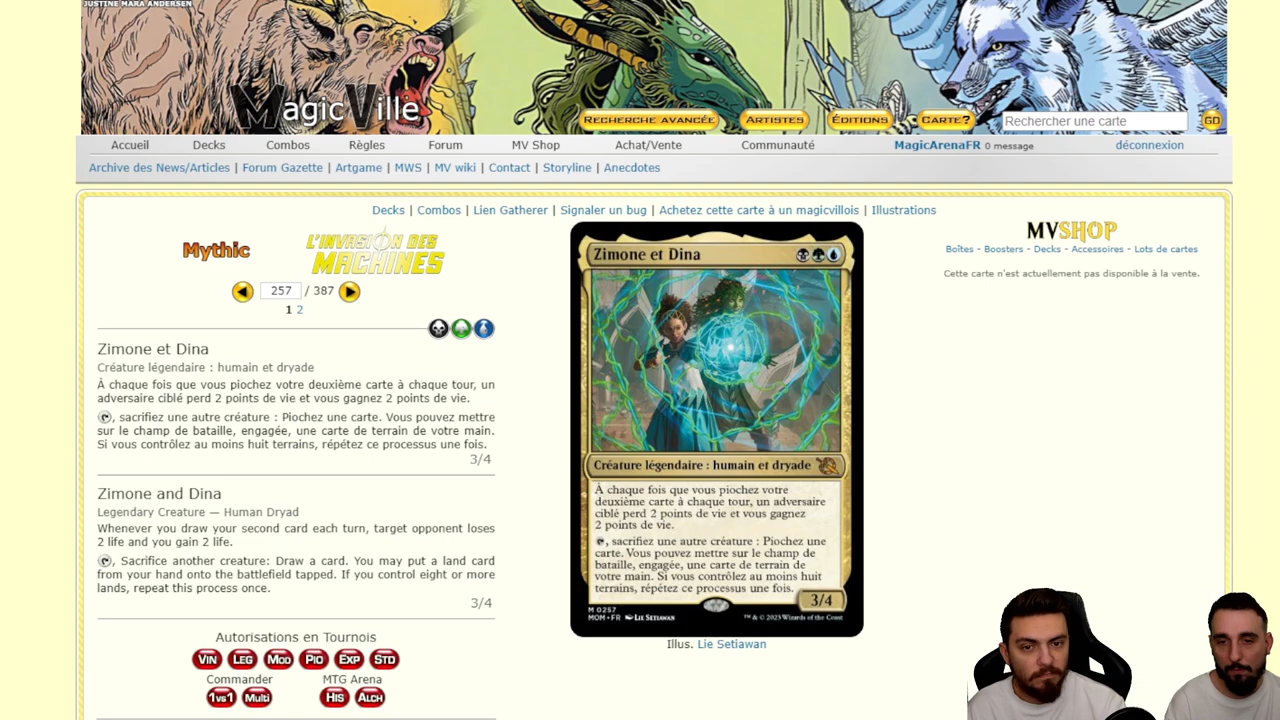 JUSTINE MARA ANDERSEN
MagicVille
RECHERCHE AVANCÉE
ARTISTES
ÉDITIONS
CARTE?
Rechercher une carte
GO
Accueil Decks Combos Règles Forum MV Shop Achat/Vente Communauté MagicArenaFR 0 message déconnexion
Archive des News/Articles | Forum Gazette | Artgame | MWS | MV wiki | Contact | Storyline | Anecdotes
Decks | Combos | Lien Gatherer | Signaler un bug | Achetez cette carte à un magicvillois | Illustrations
Mythic
L'INVASION DES
MACHINES
257 / 387
1 2
Zimone et Dina
Créature légendaire : humain et dryade
À chaque fois que vous piochez votre deuxième carte à chaque tour, un
adversaire ciblé perd 2 points de vie et vous gagnez 2 points de vie.
, sacrifiez une autre créature : Piochez une carte. Vous pouvez mettre
sur le champ de bataille, engagée, une carte de terrain de votre main.
Si vous contrôlez au moins huit terrains, répétez ce processus une fois.
3/4
Zimone and Dina
Legendary Creature — Human Dryad
Whenever you draw your second card each turn, target opponent loses
2 life and you gain 2 life.
, Sacrifice another creature: Draw a card. You may put a land card
from your hand onto the battlefield tapped. If you control eight or more
lands, repeat this process once.
3/4
Autorisations en Tournois
VIN LEG MOD PIO EXP STD
Commander MTG Arena
1vs1 Multi HIS ALCH
Zimone et Dina
Créature légendaire : humain et dryade
À chaque fois que vous piochez votre
deuxième carte à chaque tour, un adversaire
ciblé perd 2 points de vie et vous gagnez
2 points de vie.
, sacrifiez une autre créature : Piochez une
carte. Vous pouvez mettre sur le champ de
bataille, engagée, une carte de terrain de
votre main. Si vous contrôlez au moins huit
terrains, répétez ce processus une fois.
3/4
M 0257
MOM • FR LIE SETIAWAN
™ & © 2023 Wizards of the Coast
Illus. Lie Setiawan
MVSHOP
Boîtes - Boosters - Decks - Accessoires - Lots de cartes
Cette carte n'est actuellement pas disponible à la vente.